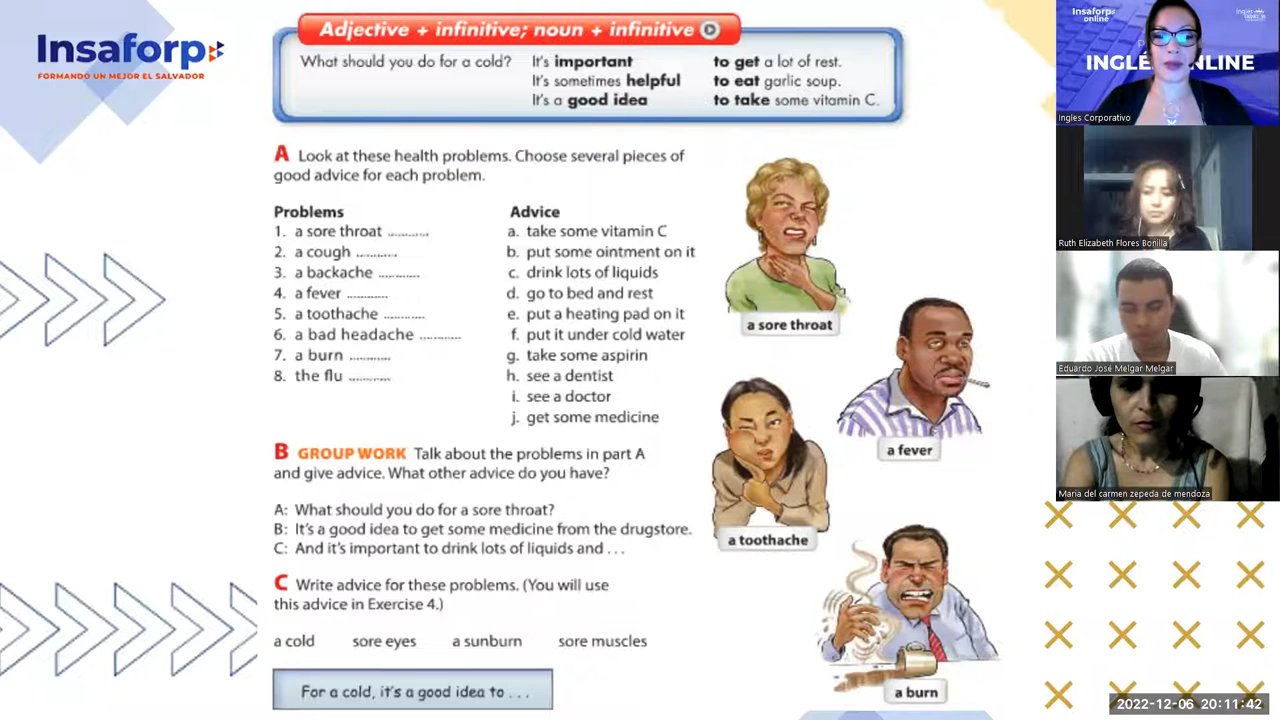 Insaforp
FORMANDO UN MEJOR EL SALVADOR
Adjective + infinitive; noun + infinitive
What should you do for a cold? It's important to get a lot of rest.
It's sometimes helpful to eat garlic soup.
It's a good idea to take some vitamin C.
A Look at these health problems. Choose several pieces of
good advice for each problem.
Problems
1. a sore throat ............
2. a cough ............
3. a backache ............
4. a fever ............
5. a toothache ............
6. a bad headache ............
7. a burn ............
8. the flu ............
Advice
a. take some vitamin C
b. put some ointment on it
c. drink lots of liquids
d. go to bed and rest
e. put a heating pad on it
f. put it under cold water
g. take some aspirin
h. see a dentist
i. see a doctor
j. get some medicine
B GROUP WORK Talk about the problems in part A
and give advice. What other advice do you have?
A: What should you do for a sore throat?
B: It's a good idea to get some medicine from the drugstore.
C: And it's important to drink lots of liquids and . . .
C Write advice for these problems. (You will use
this advice in Exercise 4.)
a cold sore eyes a sunburn sore muscles
For a cold, it's a good idea to . . .
a sore throat
a fever
a toothache
a burn
Insaforp
online
INGLÉS ONLINE
Ingles Corporativo
Ruth Elizabeth Flores Bonilla
Eduardo José Melgar Melgar
Maria del carmen zepeda de mendoza
2022-12-06 20:11:42